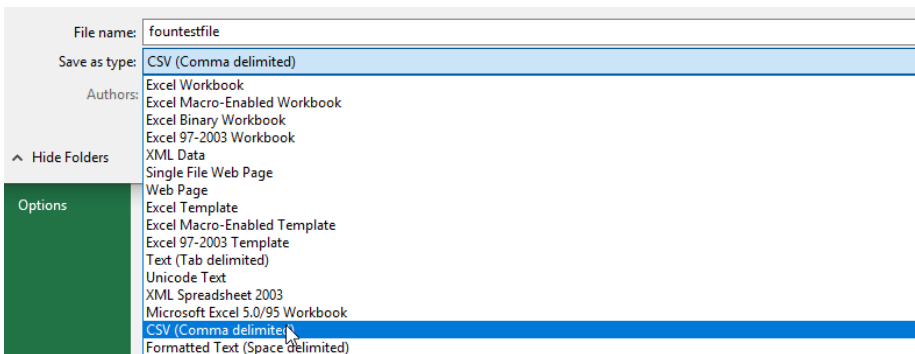 File name: fountestfile
Save as type: CSV (Comma delimited)
Authors:
Excel Workbook
Excel Macro-Enabled Workbook
Excel Binary Workbook
Excel 97-2003 Workbook
XML Data
Single File Web Page
Web Page
Excel Template
Excel Macro-Enabled Template
Excel 97-2003 Template
Text (Tab delimited)
Unicode Text
XML Spreadsheet 2003
Microsoft Excel 5.0/95 Workbook
CSV (Comma delimited)
Formatted Text (Space delimited)
Hide Folders
Options